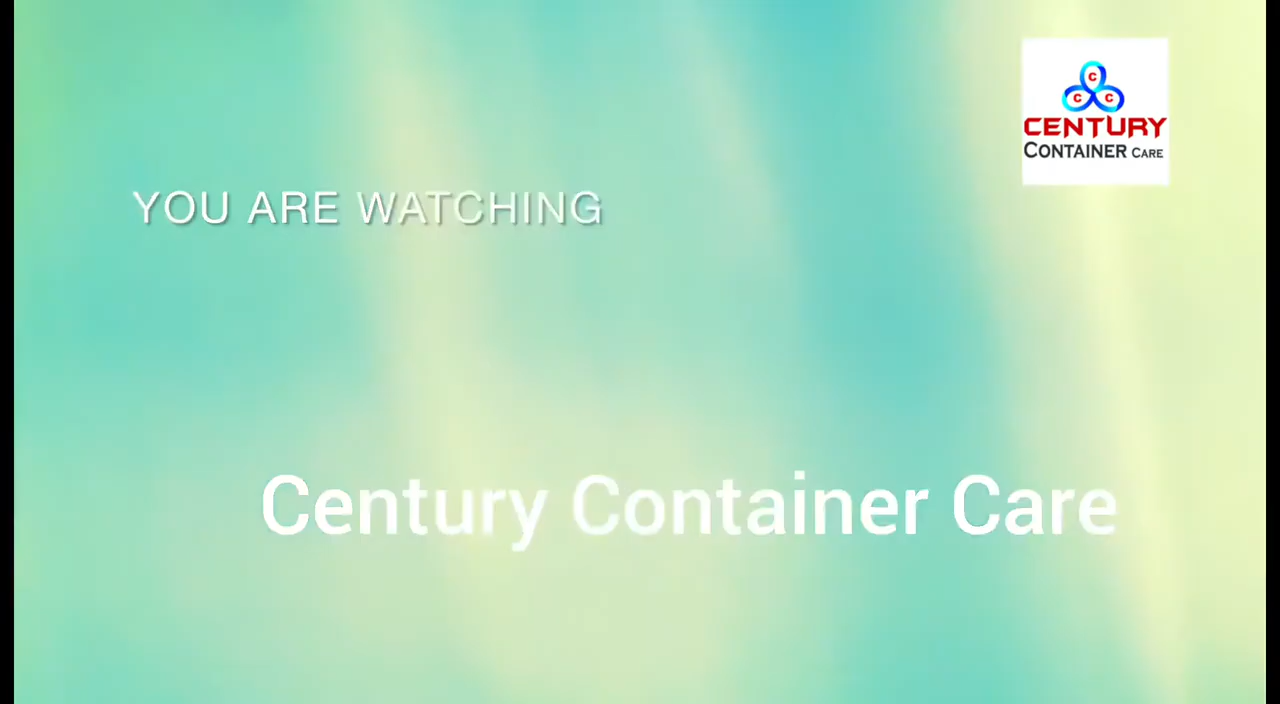 C
C C
CENTURY
CONTAINER CARE
YOU ARE WATCHING
Century Container Care